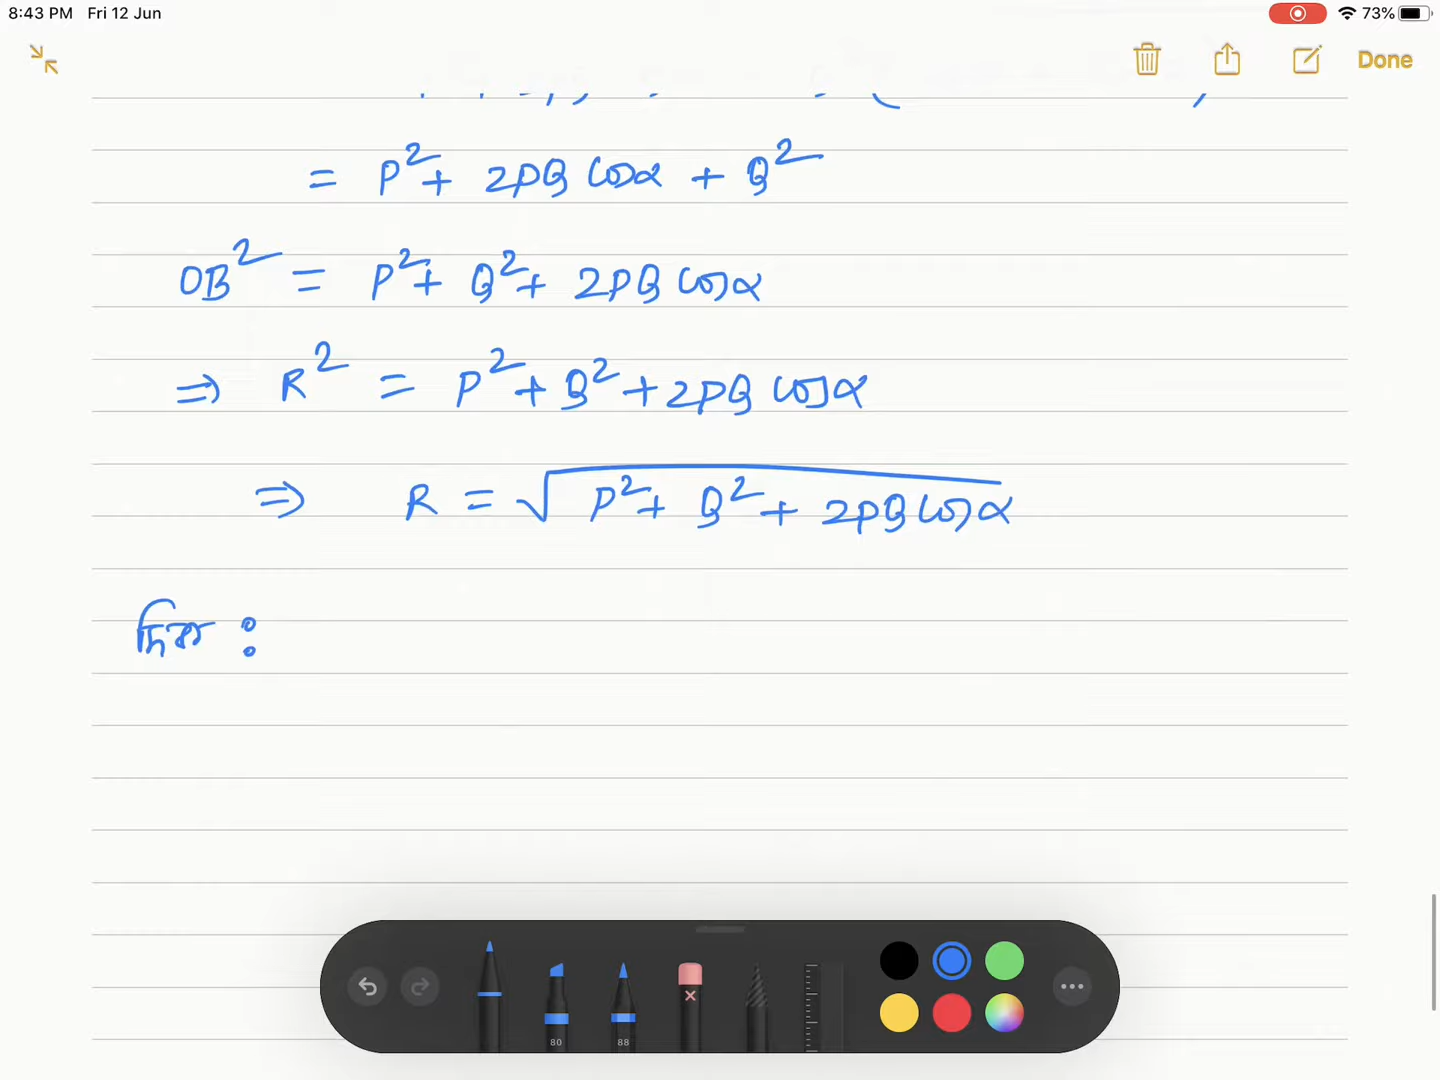 8:43 PM Fri 12 Jun 73%
Done
= P² + 2PQ cosα + Q²
OB² = P² + Q² + 2PQ cosα
⇒ R² = P² + Q² + 2PQ cosα
⇒ R = √P² + Q² + 2PQ cosα
:
80 88